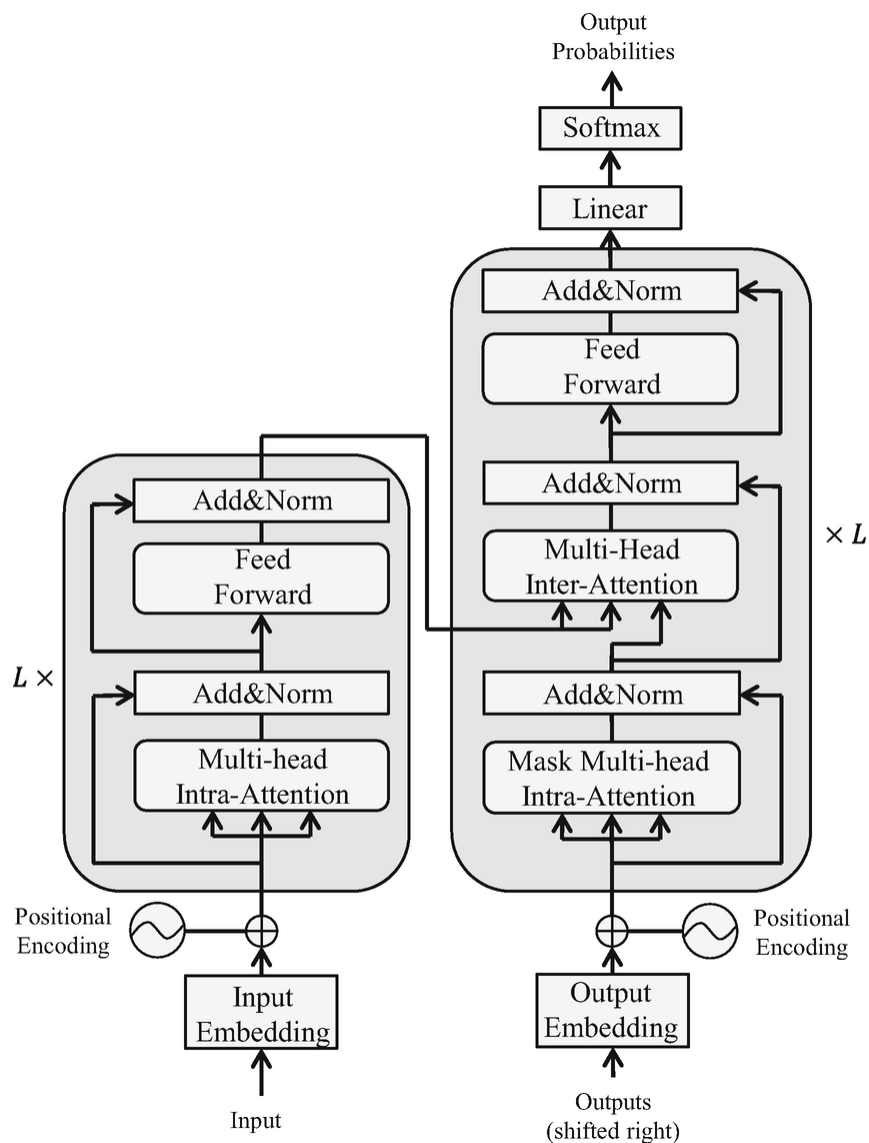 Output
Probabilities
Softmax
Linear
Add&Norm
Feed
Forward
Add&Norm
Multi-Head
Inter-Attention
Add&Norm
Mask Multi-head
Intra-Attention
× L
Positional
Encoding
Output
Embedding
Outputs
(shifted right)
Add&Norm
Feed
Forward
Add&Norm
Multi-head
Intra-Attention
L ×
Positional
Encoding
Input
Embedding
Input